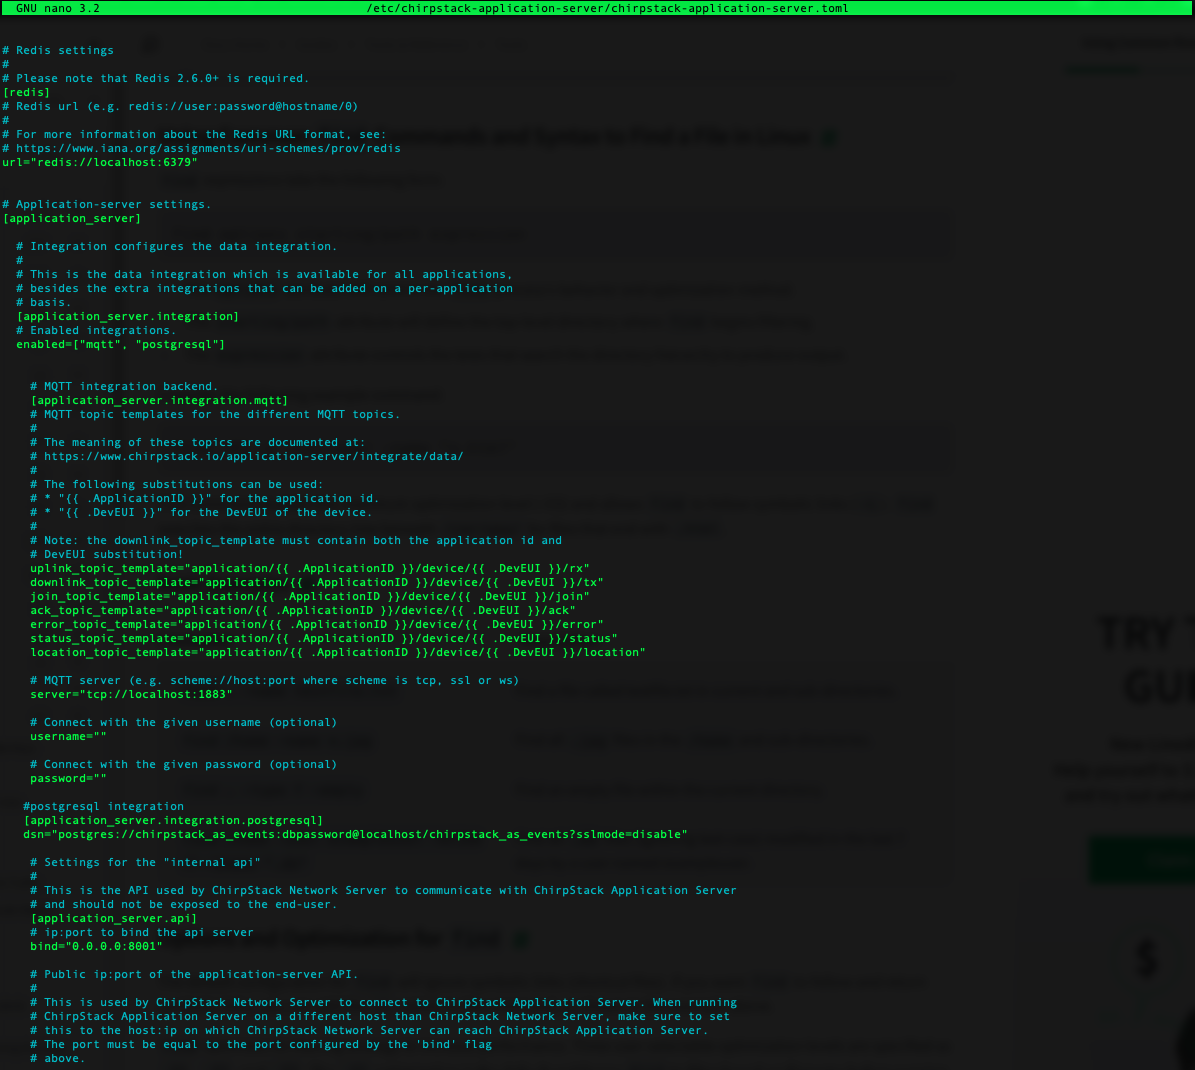 GNU nano 3.2 /etc/chirpstack-application-server/chirpstack-application-server.toml
# Redis settings
#
# Please note that Redis 2.6.0+ is required.
[redis]
# Redis url (e.g. redis://user:password@hostname/0)
#
# For more information about the Redis URL format, see:
# https://www.iana.org/assignments/uri-schemes/prov/redis
url="redis://localhost:6379"
# Application-server settings.
[application_server]
# Integration configures the data integration.
#
# This is the data integration which is available for all applications,
# besides the extra integrations that can be added on a per-application
# basis.
[application_server.integration]
# Enabled integrations.
enabled=["mqtt", "postgresql"]
# MQTT integration backend.
[application_server.integration.mqtt]
# MQTT topic templates for the different MQTT topics.
#
# The meaning of these topics are documented at:
# https://www.chirpstack.io/application-server/integrate/data/
#
# The following substitutions can be used:
# * "{{ .ApplicationID }}" for the application id.
# * "{{ .DevEUI }}" for the DevEUI of the device.
#
# Note: the downlink_topic_template must contain both the application id and
# DevEUI substitution!
uplink_topic_template="application/{{ .ApplicationID }}/device/{{ .DevEUI }}/rx"
downlink_topic_template="application/{{ .ApplicationID }}/device/{{ .DevEUI }}/tx"
join_topic_template="application/{{ .ApplicationID }}/device/{{ .DevEUI }}/join"
ack_topic_template="application/{{ .ApplicationID }}/device/{{ .DevEUI }}/ack"
error_topic_template="application/{{ .ApplicationID }}/device/{{ .DevEUI }}/error"
status_topic_template="application/{{ .ApplicationID }}/device/{{ .DevEUI }}/status"
location_topic_template="application/{{ .ApplicationID }}/device/{{ .DevEUI }}/location"
# MQTT server (e.g. scheme://host:port where scheme is tcp, ssl or ws)
server="tcp://localhost:1883"
# Connect with the given username (optional)
username=""
# Connect with the given password (optional)
password=""
#postgresql integration
[application_server.integration.postgresql]
dsn="postgres://chirpstack_as_events:dbpassword@localhost/chirpstack_as_events?sslmode=disable"
# Settings for the "internal api"
#
# This is the API used by ChirpStack Network Server to communicate with ChirpStack Application Server
# and should not be exposed to the end-user.
[application_server.api]
# ip:port to bind the api server
bind="0.0.0.0:8001"
# Public ip:port of the application-server API.
#
# This is used by ChirpStack Network Server to connect to ChirpStack Application Server. When running
# ChirpStack Application Server on a different host than ChirpStack Network Server, make sure to set
# this to the host:ip on which ChirpStack Network Server can reach ChirpStack Application Server.
# The port must be equal to the port configured by the 'bind' flag
# above.